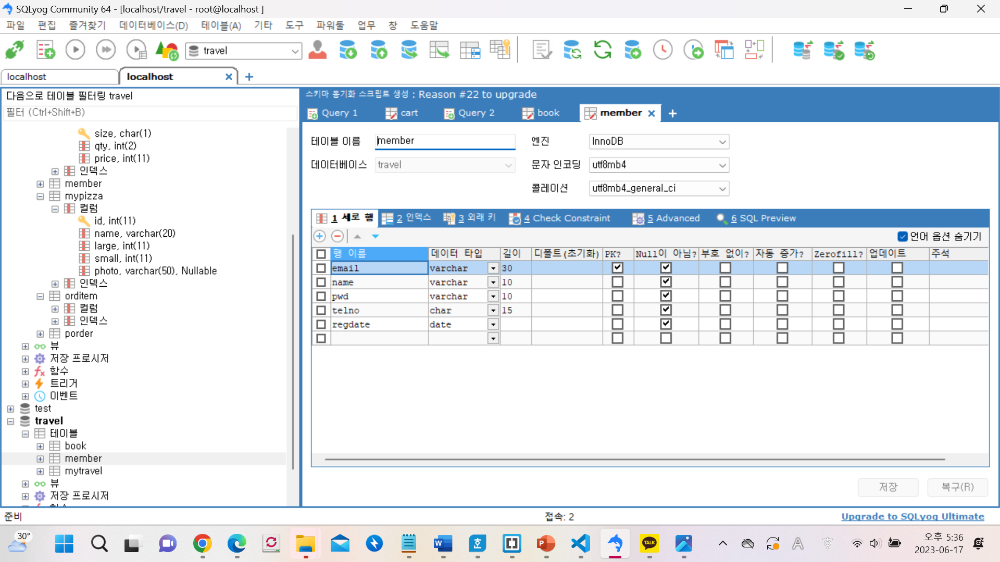 SQLyog Community 64 - [localhost/travel - root@localhost ]
파일 편집 즐겨찾기 데이터베이스(D) 테이블(A) 기타 도구 파워툴 업무 창 도움말
travel
localhost localhost
다음으로 테이블 필터링 travel
필터 (Ctrl+Shift+B)
size, char(1)
qty, int(2)
price, int(11)
인덱스
member
mypizza
컬럼
id, int(11)
name, varchar(20)
large, int(11)
small, int(11)
photo, varchar(50), Nullable
인덱스
orditem
컬럼
인덱스
porder
뷰
저장 프로시저
함수
트리거
이벤트
test
travel
테이블
book
member
mytravel
뷰
저장 프로시저
스키마 동기화 스크립트 생성 : Reason #22 to upgrade
Query 1 cart Query 2 book member
테이블 이름 member 엔진 InnoDB
데이터베이스 travel 문자 인코딩 utf8mb4
콜레이션 utf8mb4_general_ci
1 세로 행 2 인덱스 3 외래 키 4 Check Constraint 5 Advanced 6 SQL Preview
언어 옵션 숨기기
행 이름 데이터 타입 길이 디폴트(초기화) PK? Null이 아님? 부호 없이? 자동 증가? Zerofill? 업데이트 주석
email varchar 30
name varchar 10
pwd varchar 10
telno char 15
regdate date
저장 복구(R)
준비 접속: 2 Upgrade to SQLyog Ultimate
30°
TALK
오후 5:36
2023-06-17